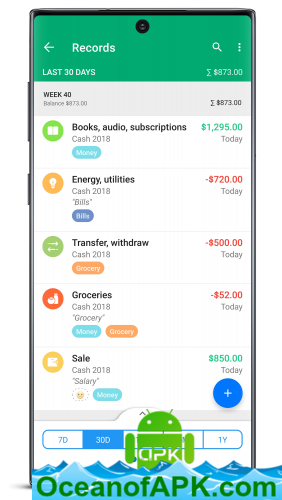 Records
LAST 30 DAYS
∑ $873.00
WEEK 40
Balance $873.00
∑ $873.00
Books, audio, subscriptions
$1,295.00
Cash 2018
Today
Money
Energy, utilities
-$720.00
Cash 2018
Today
"Bills"
Bills
Transfer, withdraw
-$500.00
Cash 2018
Today
Grocery
Groceries
-$52.00
Cash 2018
Today
"Grocery"
Money Grocery
Sale
$850.00
Cash 2018
Today
"Salary"
Money
7D 30D 1Y
APK
OceanofAPK.com